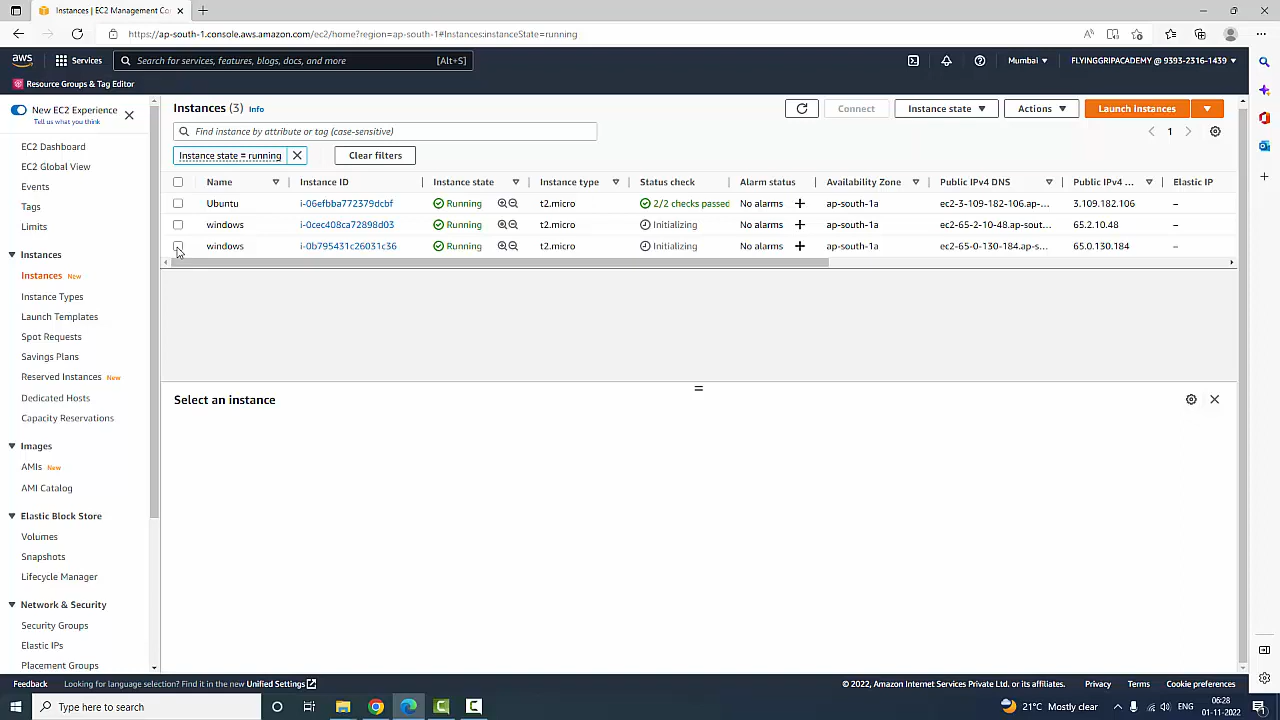 Instances | EC2 Management Co
https://ap-south-1.console.aws.amazon.com/ec2/home?region=ap-south-1#Instances:instanceState=running
aws Services Search for services, features, blogs, docs, and more [Alt+S] Mumbai FLYINGGRIPACADEMY @ 9393-2316-1439
Resource Groups & Tag Editor
New EC2 Experience
Tell us what you think
EC2 Dashboard
EC2 Global View
Events
Tags
Limits
Instances
Instances New
Instance Types
Launch Templates
Spot Requests
Savings Plans
Reserved Instances New
Dedicated Hosts
Capacity Reservations
Images
AMIs New
AMI Catalog
Elastic Block Store
Volumes
Snapshots
Lifecycle Manager
Network & Security
Security Groups
Elastic IPs
Placement Groups
Instances (3) Info Connect Instance state Actions Launch instances
Find instance by attribute or tag (case-sensitive) 1
Instance state = running Clear filters
Name Instance ID Instance state Instance type Status check Alarm status Availability Zone Public IPv4 DNS Public IPv4 ... Elastic IP
Ubuntu i-06efbba772379dcbf Running t2.micro 2/2 checks passed No alarms + ap-south-1a ec2-3-109-182-106.ap-... 3.109.182.106 –
windows i-0cec408ca72898d03 Running t2.micro Initializing No alarms + ap-south-1a ec2-65-2-10-48.ap-sout... 65.2.10.48 –
windows i-0b795431c26031c36 Running t2.micro Initializing No alarms + ap-south-1a ec2-65-0-130-184.ap-s... 65.0.130.184 –
Select an instance
Feedback Looking for language selection? Find it in the new Unified Settings © 2022, Amazon Internet Services Private Ltd. or its affiliates. Privacy Terms Cookie preferences
Type here to search 21°C Mostly clear ENG 06:28
01-11-2022